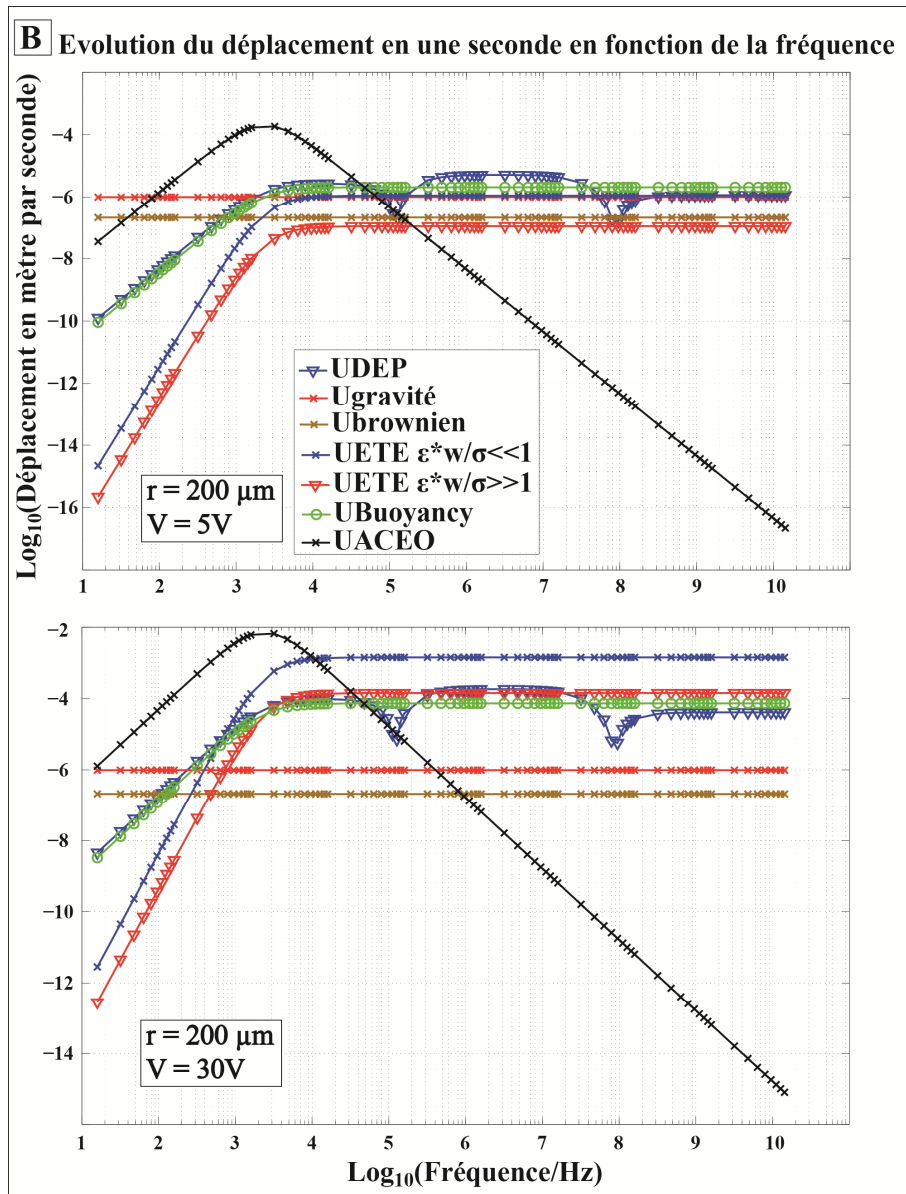 B Evolution du déplacement en une seconde en fonction de la fréquence
Log10(Déplacement en mètre par seconde)
−4
−6
−8
−10
−12
−14
−16
UDEP
Ugravité
Ubrownien
UETE ε*w/σ<<1
UETE ε*w/σ>>1
UBuoyancy
UACEO
r = 200 µm
V = 5V
1 2 3 4 5 6 7 8 9 10
−2
−4
−6
−8
−10
−12
−14
r = 200 µm
V = 30V
1 2 3 4 5 6 7 8 9 10
Log10(Fréquence/Hz)